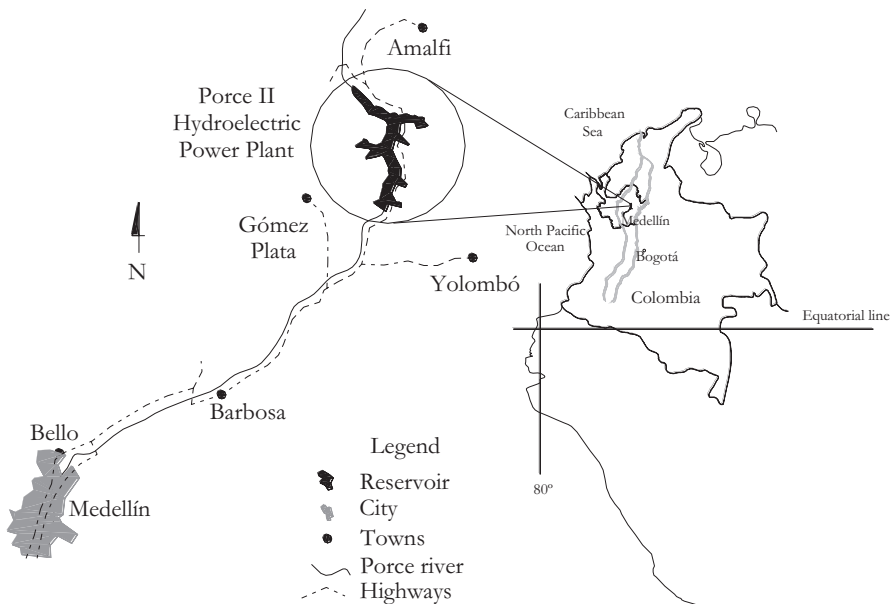 Amalfi
Porce II
Hydroelectric
Power Plant
Gómez
Plata
N
Yolombó
Barbosa
Bello
Medellín
Caribbean
Sea
North Pacific
Ocean
Medellín
Bogotá
Colombia
Equatorial line
80º
Legend
Reservoir
City
Towns
Porce river
Highways